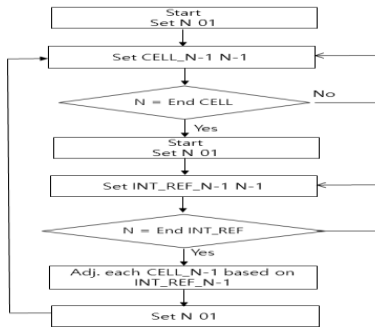 Start
Set N 01
Set CELL_N-1 N-1
N = End CELL
No
Yes
Start
Set N 01
Set INT_REF_N-1 N-1
N = End INT_REF
Yes
Adj. each CELL_N-1 based on
INT_REF_N-1
Set N 01